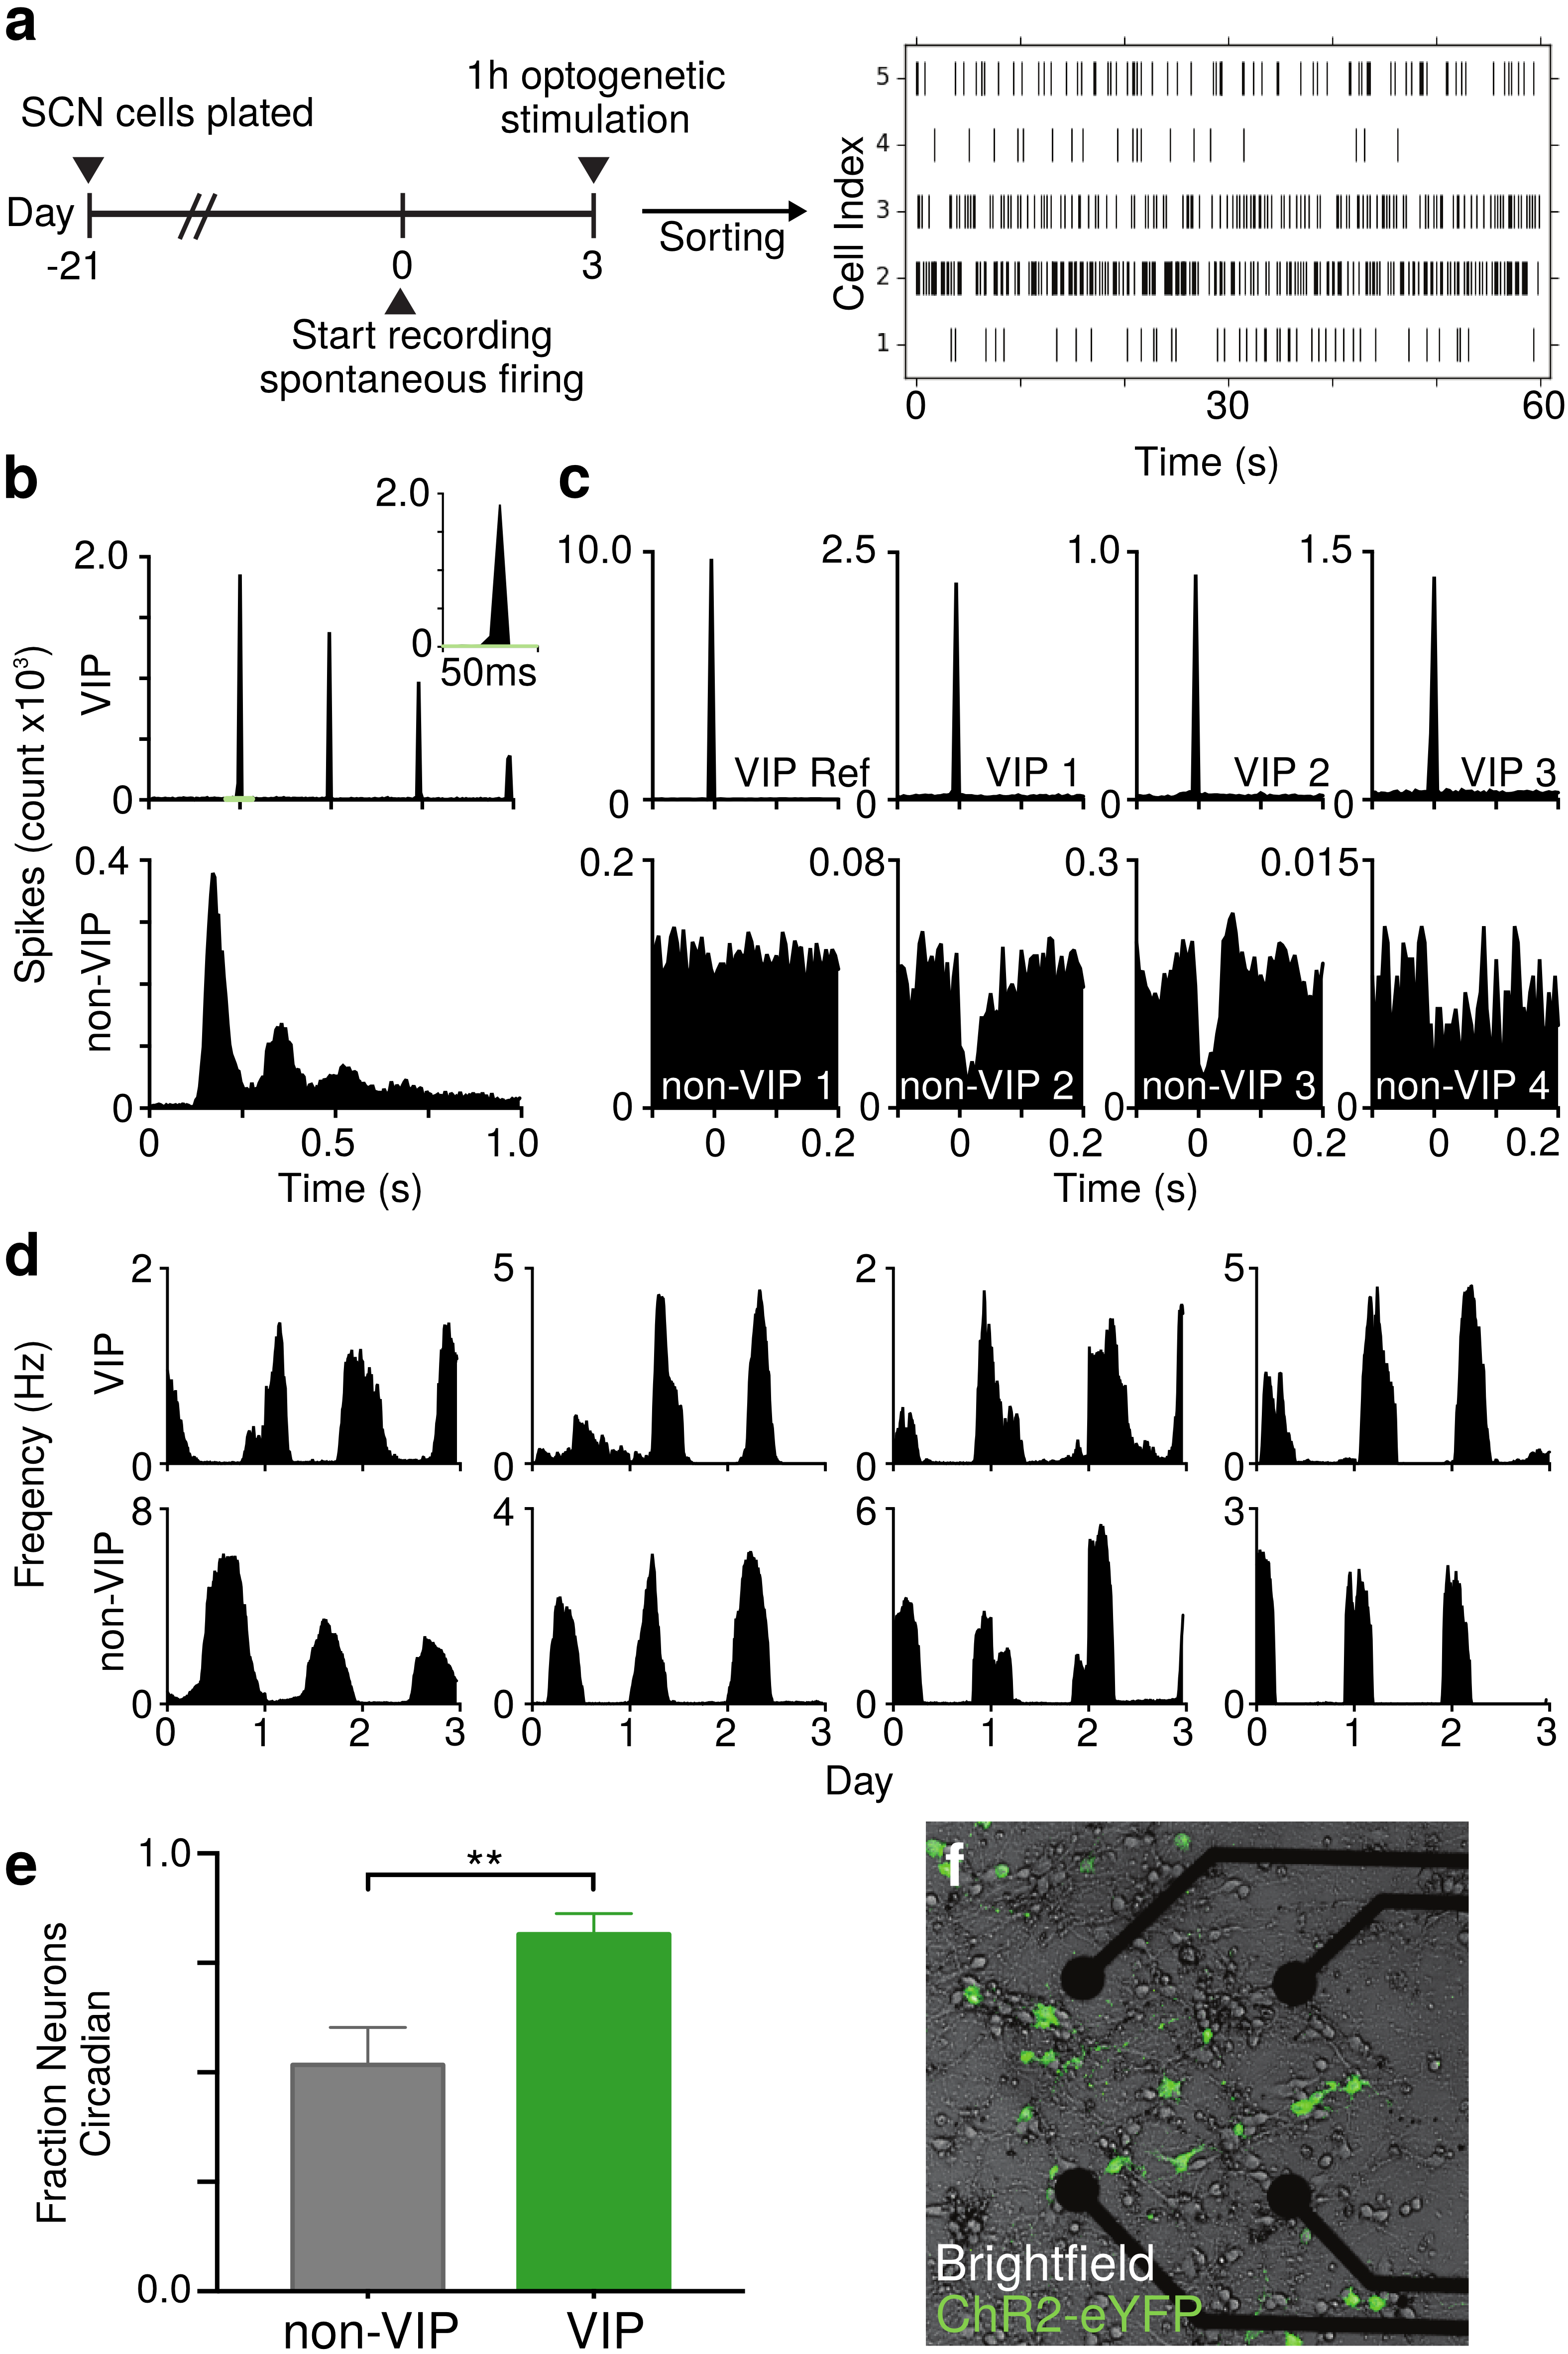 a
SCN cells plated
1h optogenetic
stimulation
Day
-21
0
3
Start recording
spontaneous firing
Sorting
Cell Index
5
4
3
2
1
0
30
60
Time (s)
b
Spikes (count x10³)
VIP
2.0
0
2.0
0
50ms
non-VIP
0.4
0
0
0.5
1.0
Time (s)
c
10.0
0
VIP Ref
2.5
0
VIP 1
1.0
0
VIP 2
1.5
0
VIP 3
0.2
0
non-VIP 1
0.08
0
non-VIP 2
0.3
0
non-VIP 3
0.015
0
non-VIP 4
0
0.2
0
0.2
0
0.2
0
0.2
Time (s)
d
Freqency (Hz)
VIP
2
0
5
0
2
0
5
0
non-VIP
8
0
4
0
6
0
3
0
0
1
2
3
0
1
2
3
0
1
2
3
0
1
2
3
Day
e
Fraction Neurons
Circadian
1.0
0.0
**
non-VIP
VIP
f
Brightfield
ChR2-eYFP